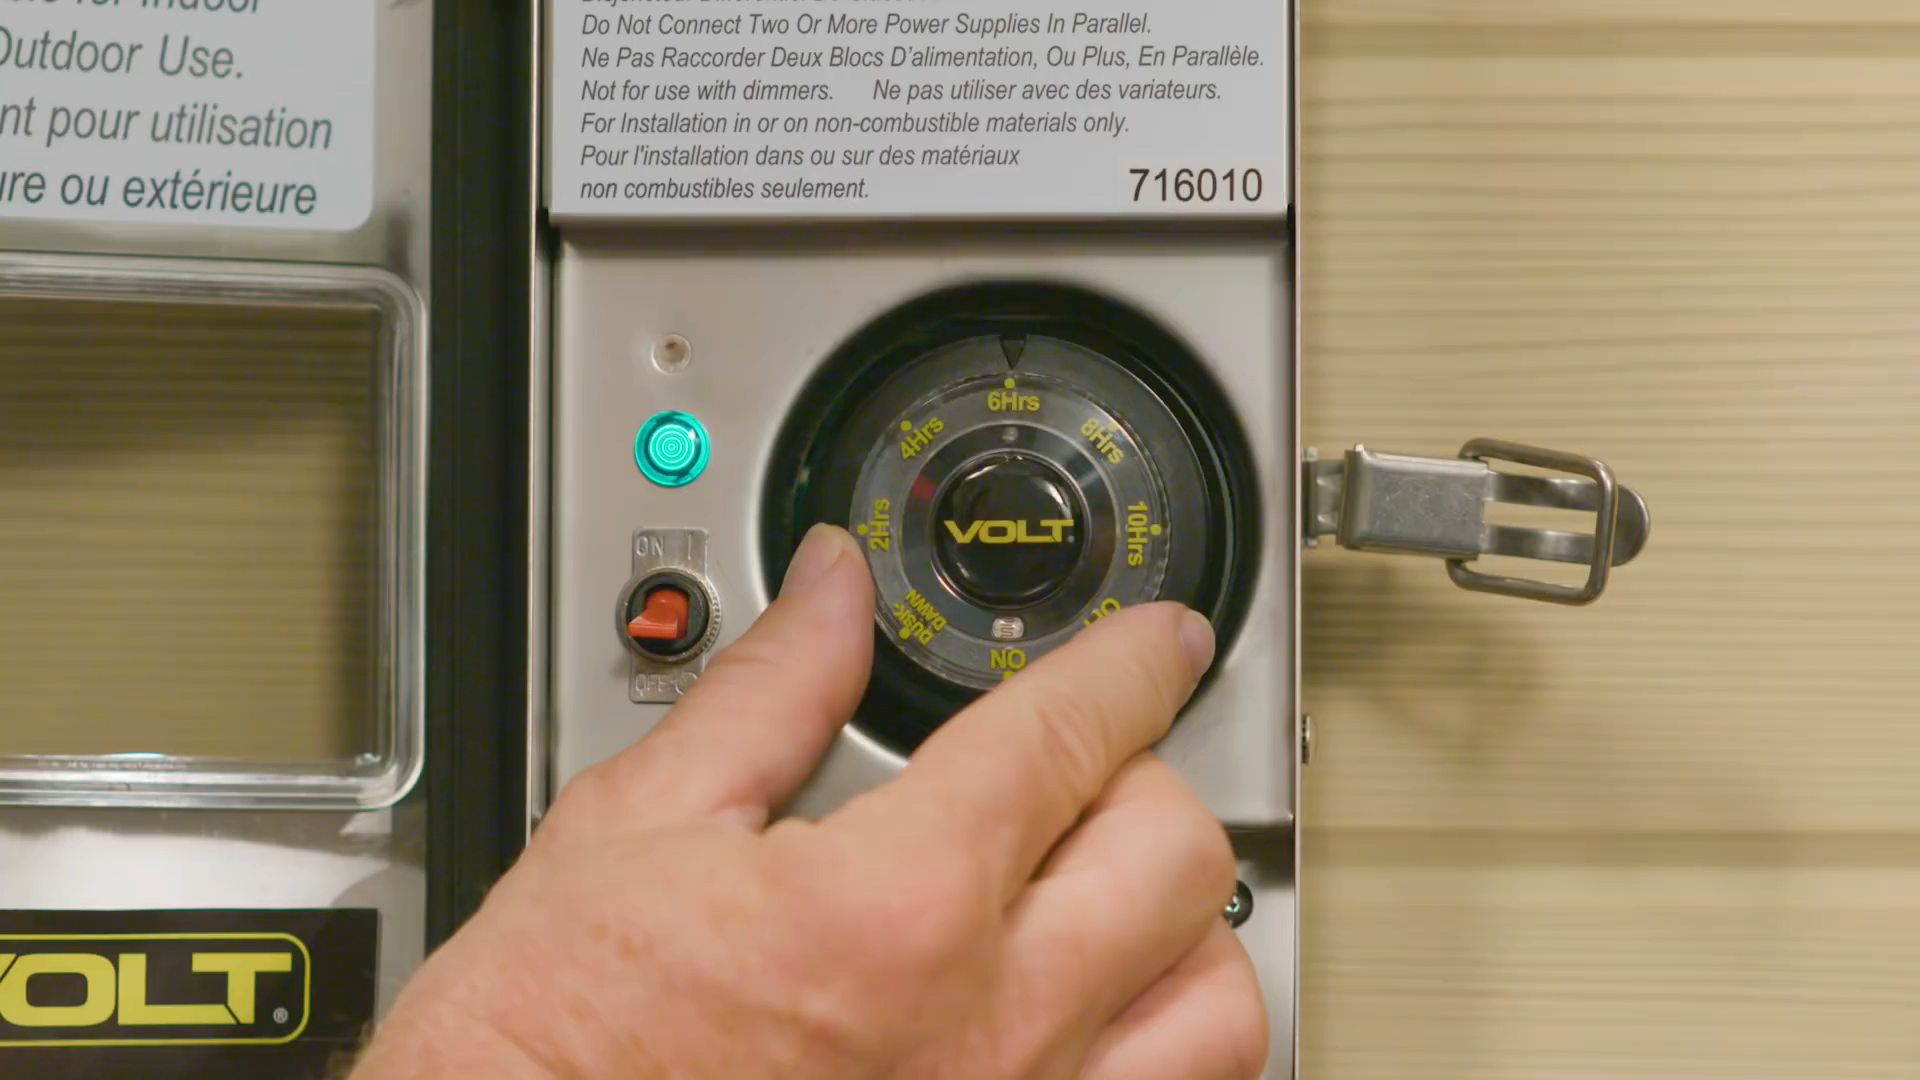 Outdoor Use.
pour utilisation
ou extérieure
Do Not Connect Two Or More Power Supplies In Parallel.
Ne Pas Raccorder Deux Blocs D'alimentation, Ou Plus, En Parallèle.
Not for use with dimmers. Ne pas utiliser avec des variateurs.
For Installation in or on non-combustible materials only.
Pour l'installation dans ou sur des matériaux
non combustibles seulement.
716010
6Hrs
4Hrs
8Hrs
2Hrs
10Hrs
VOLT
DUSK-
DAWN
ON
ON |
OFF
VOLT®